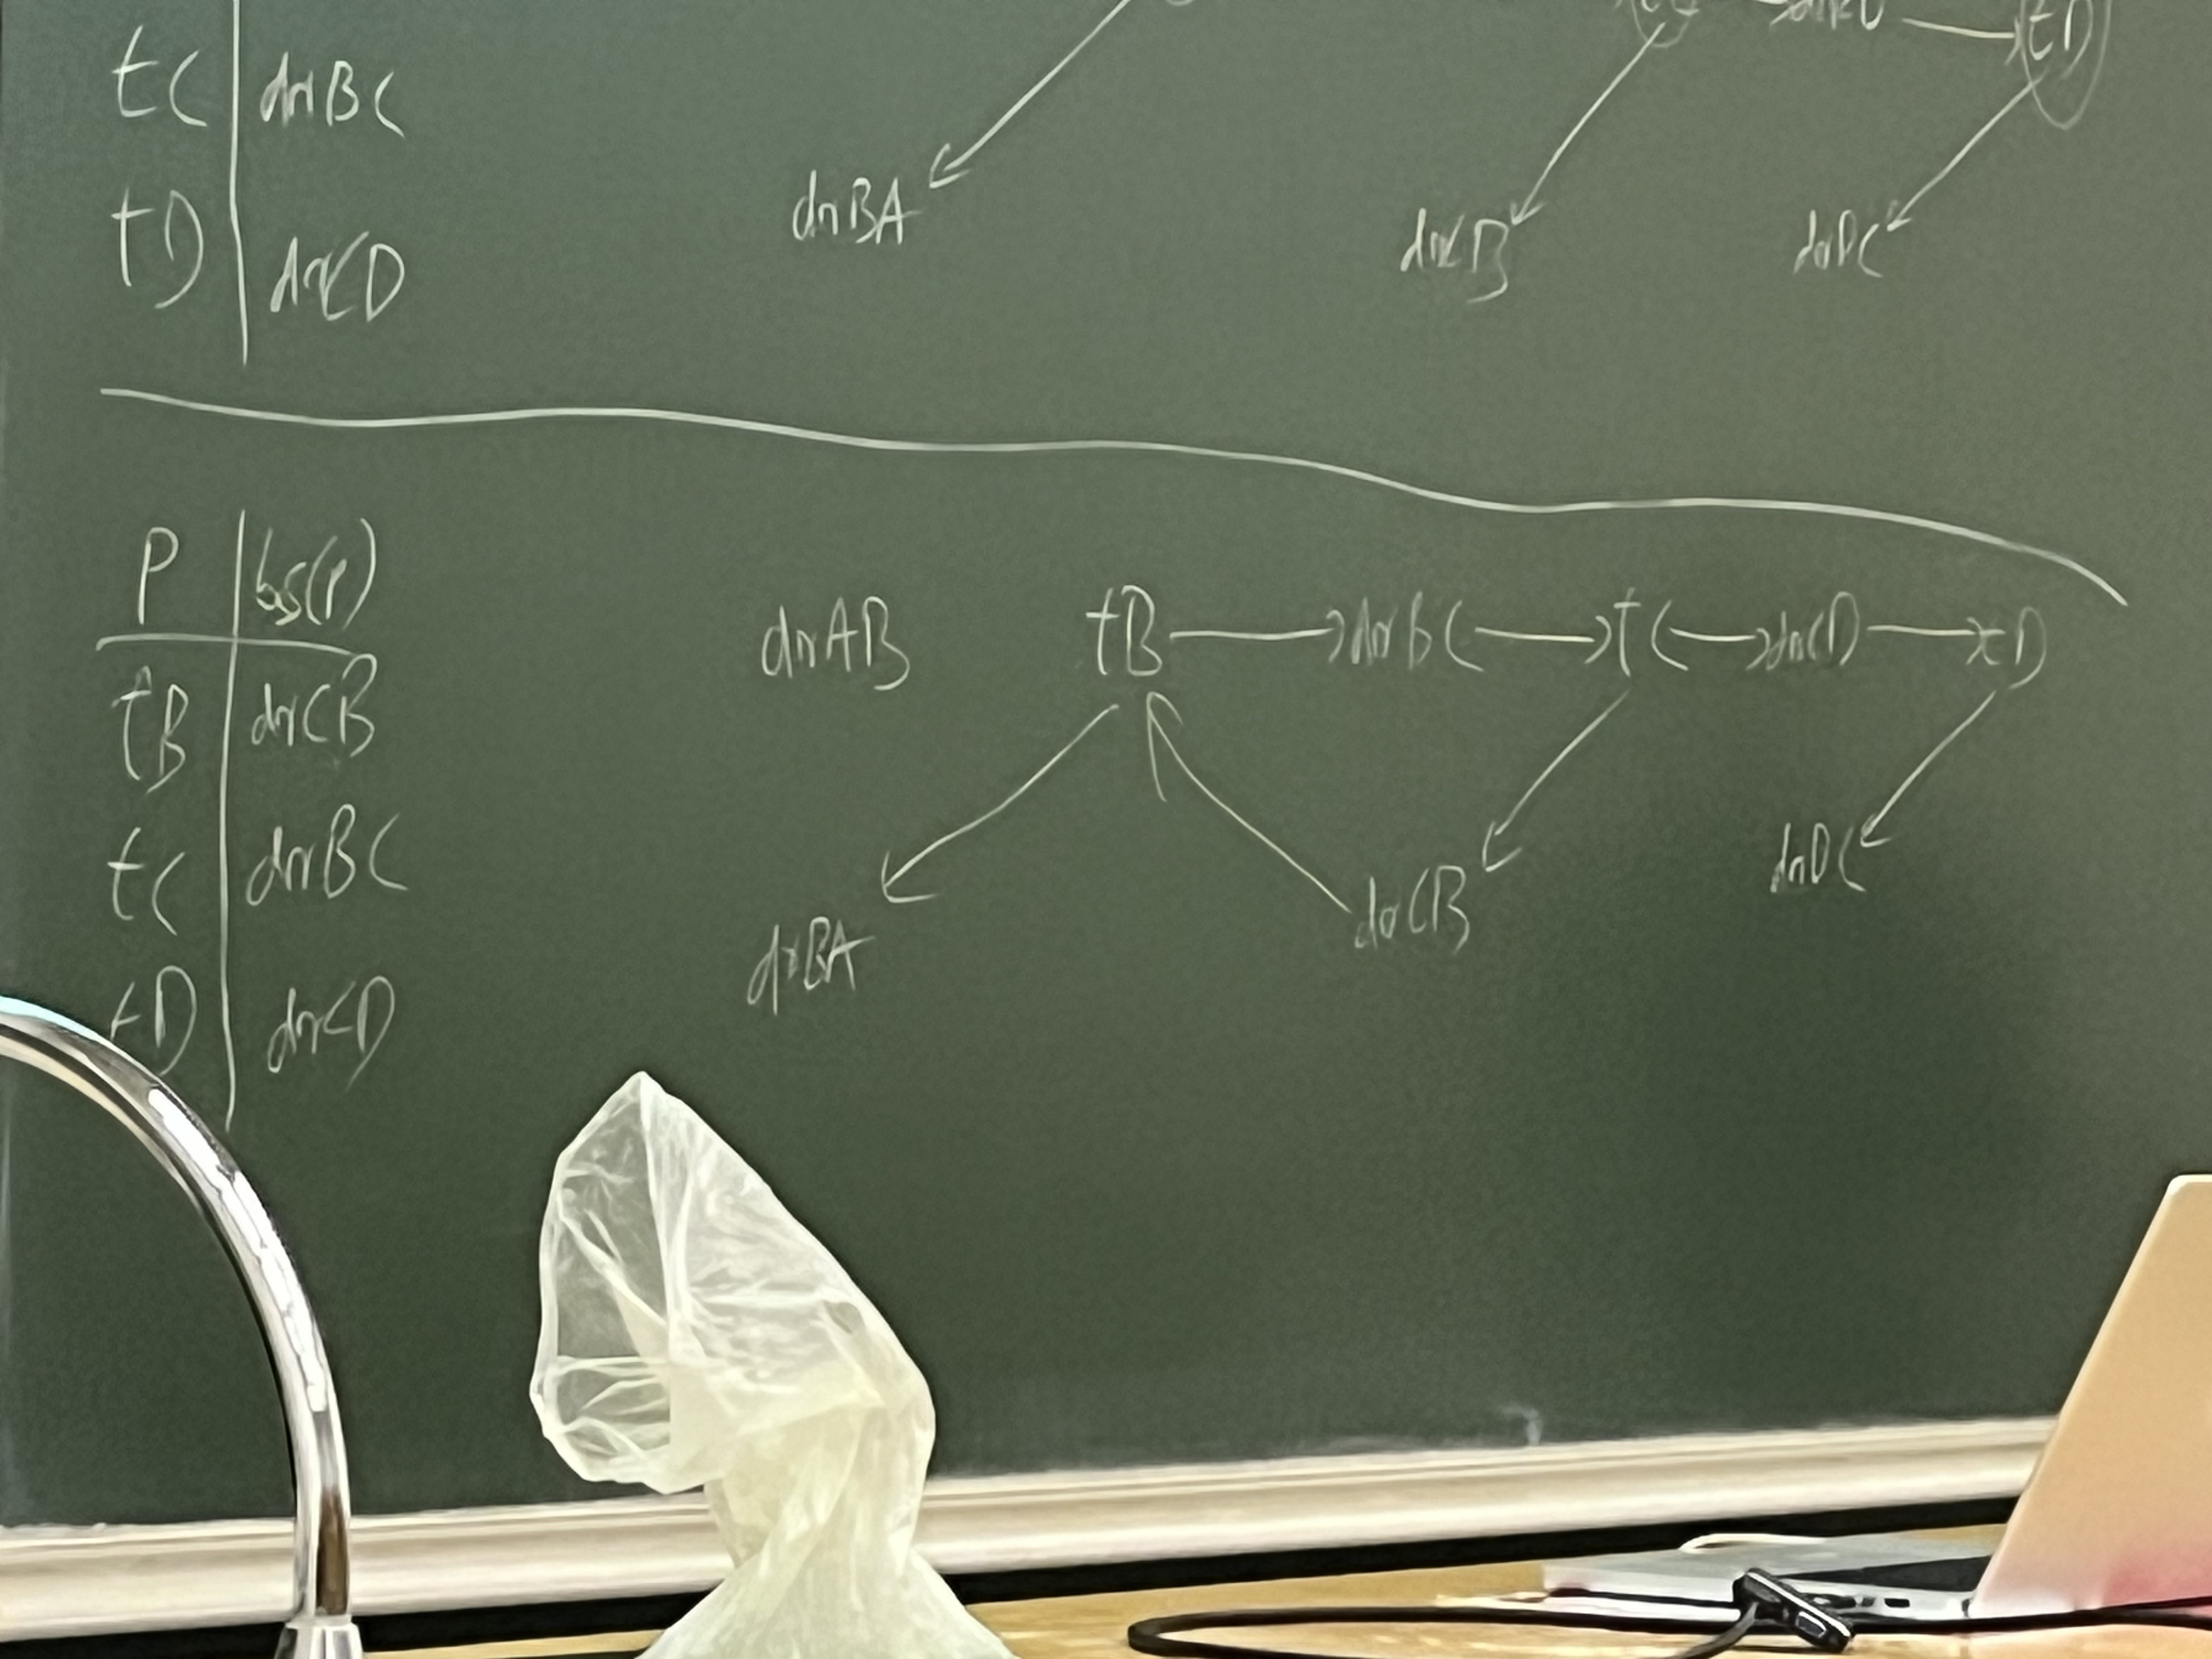 tC | dnBC
tD | dnCD
dnBA
dnCB
dnDC
tD
P | bs(P)
tB | dnCB
tC | dnBC
tD | dnCD
dnAB tB → dnBC → tC → dnCD → tD
dnBA
dnCB
dnDC